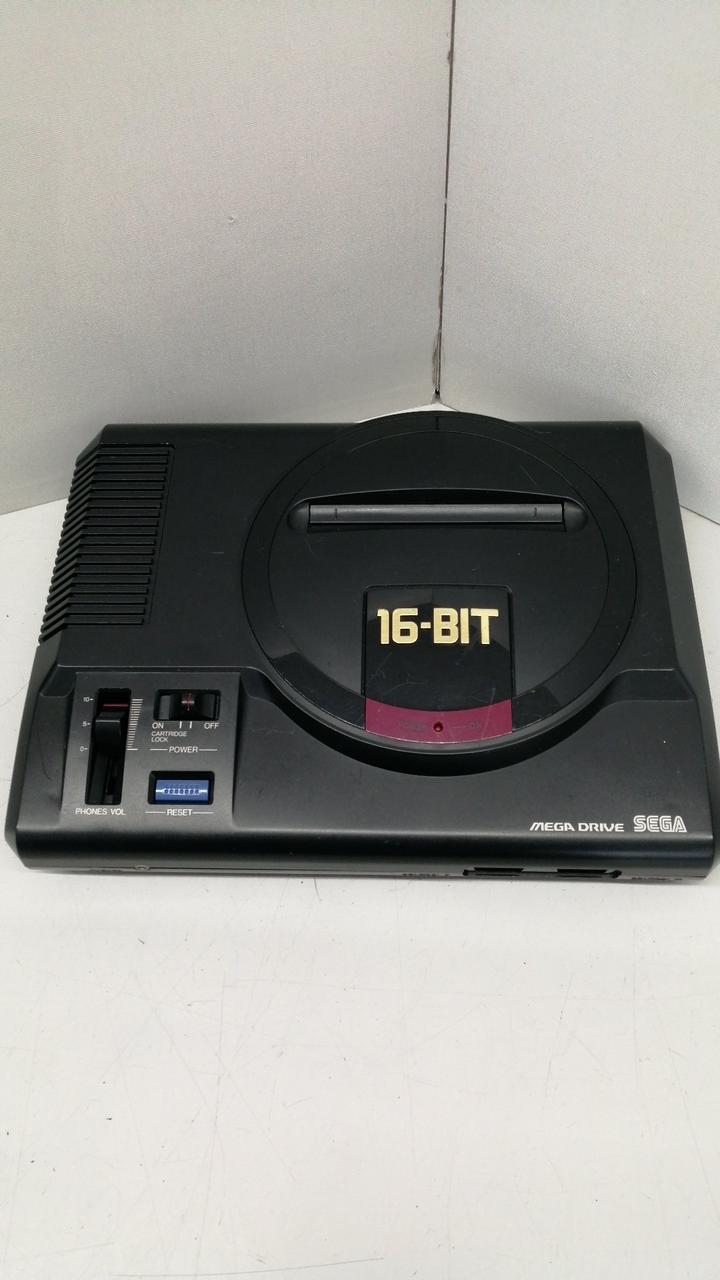 16-BIT
10
5
0
ON OFF
CARTRIDGE
LOCK
POWER
PHONES VOL
RESET
MEGA DRIVE SEGA